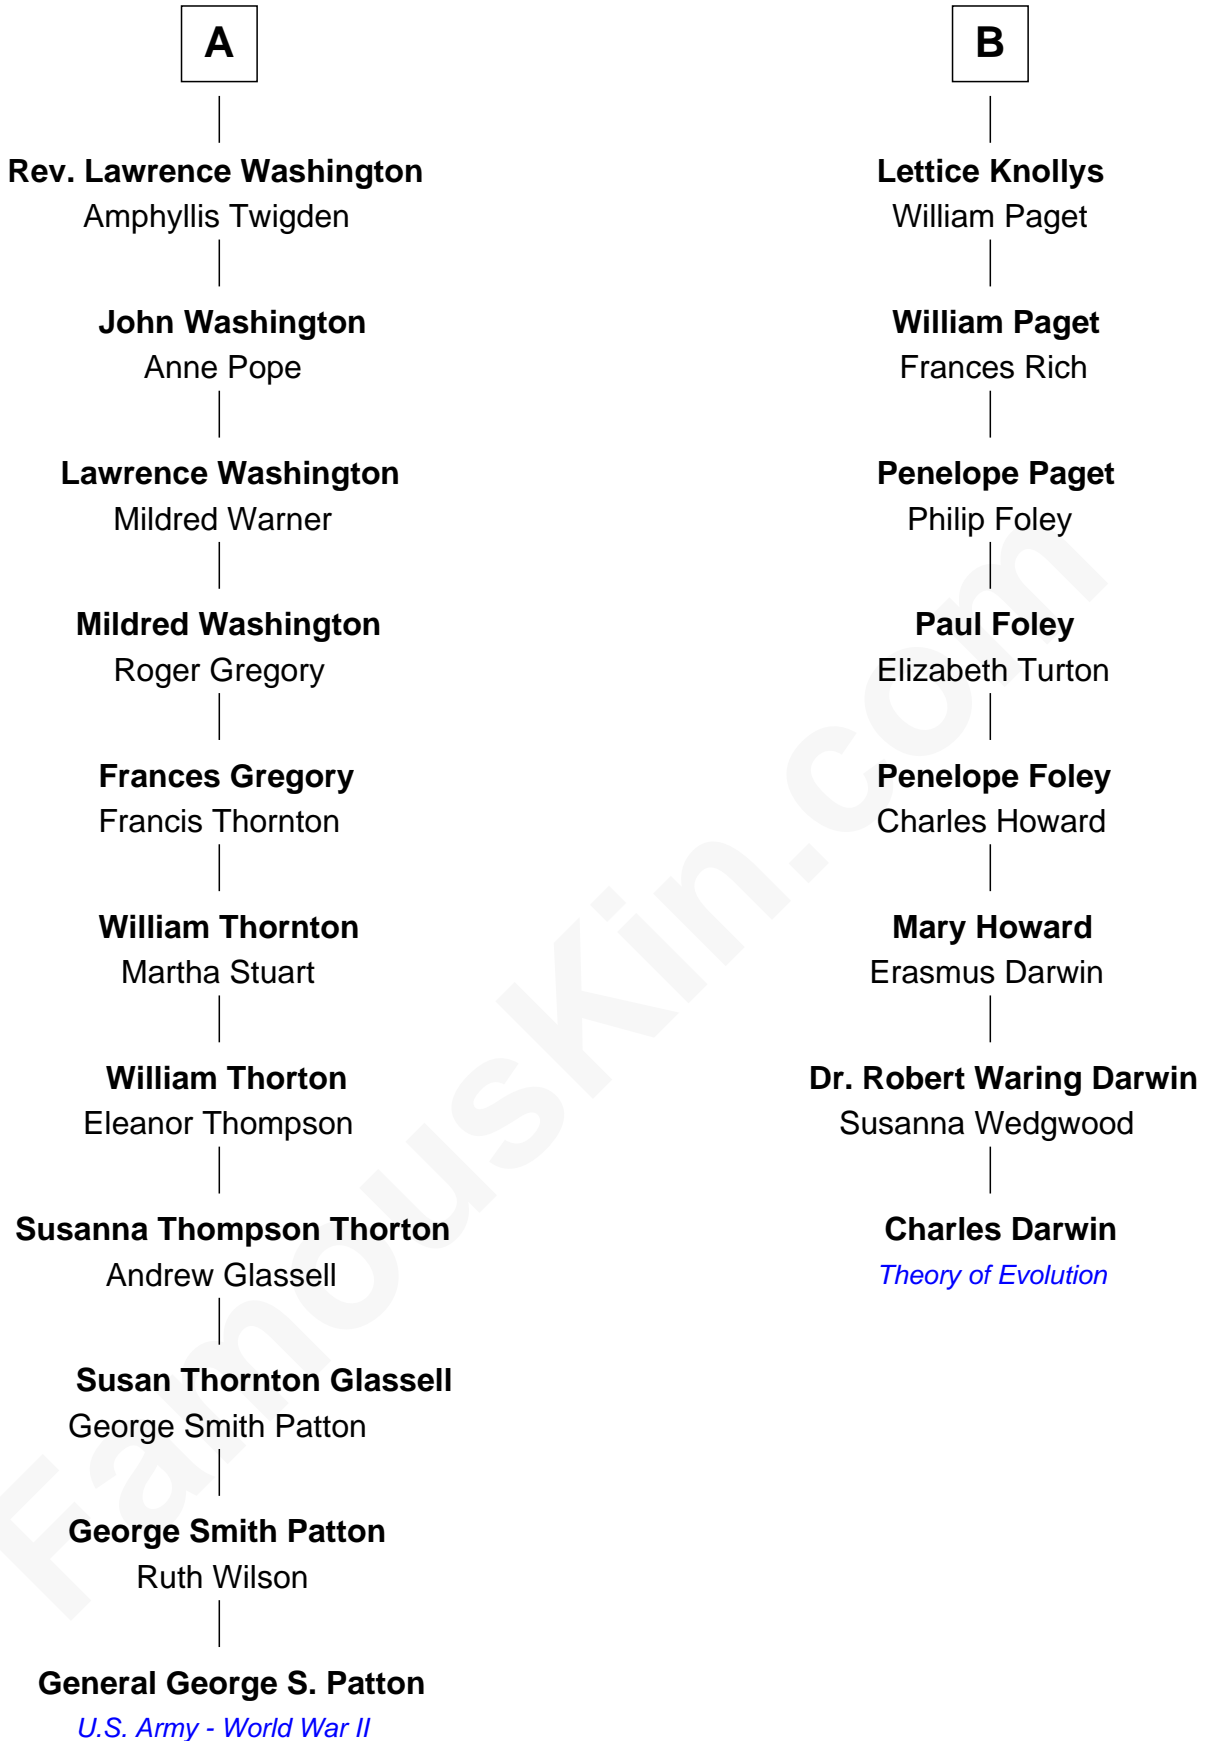 A
Rev. Lawrence Washington
Amphyllis Twigden
John Washington
Anne Pope
Lawrence Washington
Mildred Warner
Mildred Washington
Roger Gregory
Frances Gregory
Francis Thornton
William Thornton
Martha Stuart
William Thorton
Eleanor Thompson
Susanna Thompson Thorton
Andrew Glassell
Susan Thornton Glassell
George Smith Patton
George Smith Patton
Ruth Wilson
General George S. Patton
U.S. Army - World War II
B
Lettice Knollys
William Paget
William Paget
Frances Rich
Penelope Paget
Philip Foley
Paul Foley
Elizabeth Turton
Penelope Foley
Charles Howard
Mary Howard
Erasmus Darwin
Dr. Robert Waring Darwin
Susanna Wedgwood
Charles Darwin
Theory of Evolution
FamousKin.com